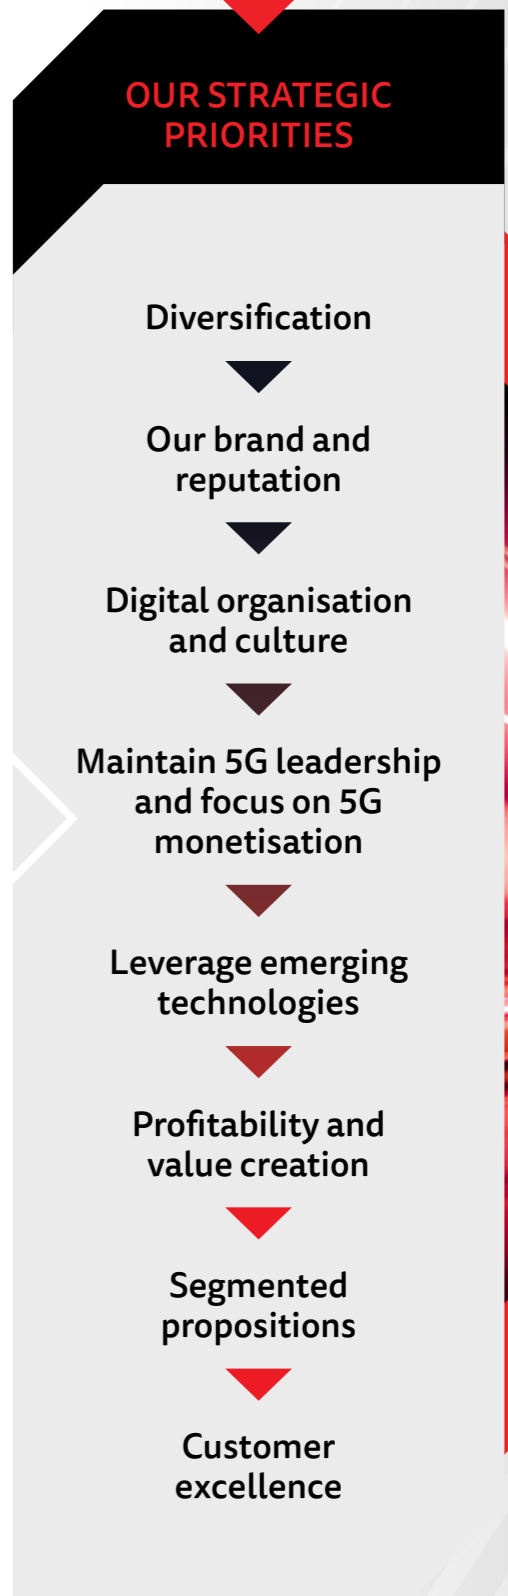 OUR STRATEGIC
PRIORITIES
Diversification
Our brand and
reputation
Digital organisation
and culture
Maintain 5G leadership
and focus on 5G
monetisation
Leverage emerging
technologies
Profitability and
value creation
Segmented
propositions
Customer
excellence